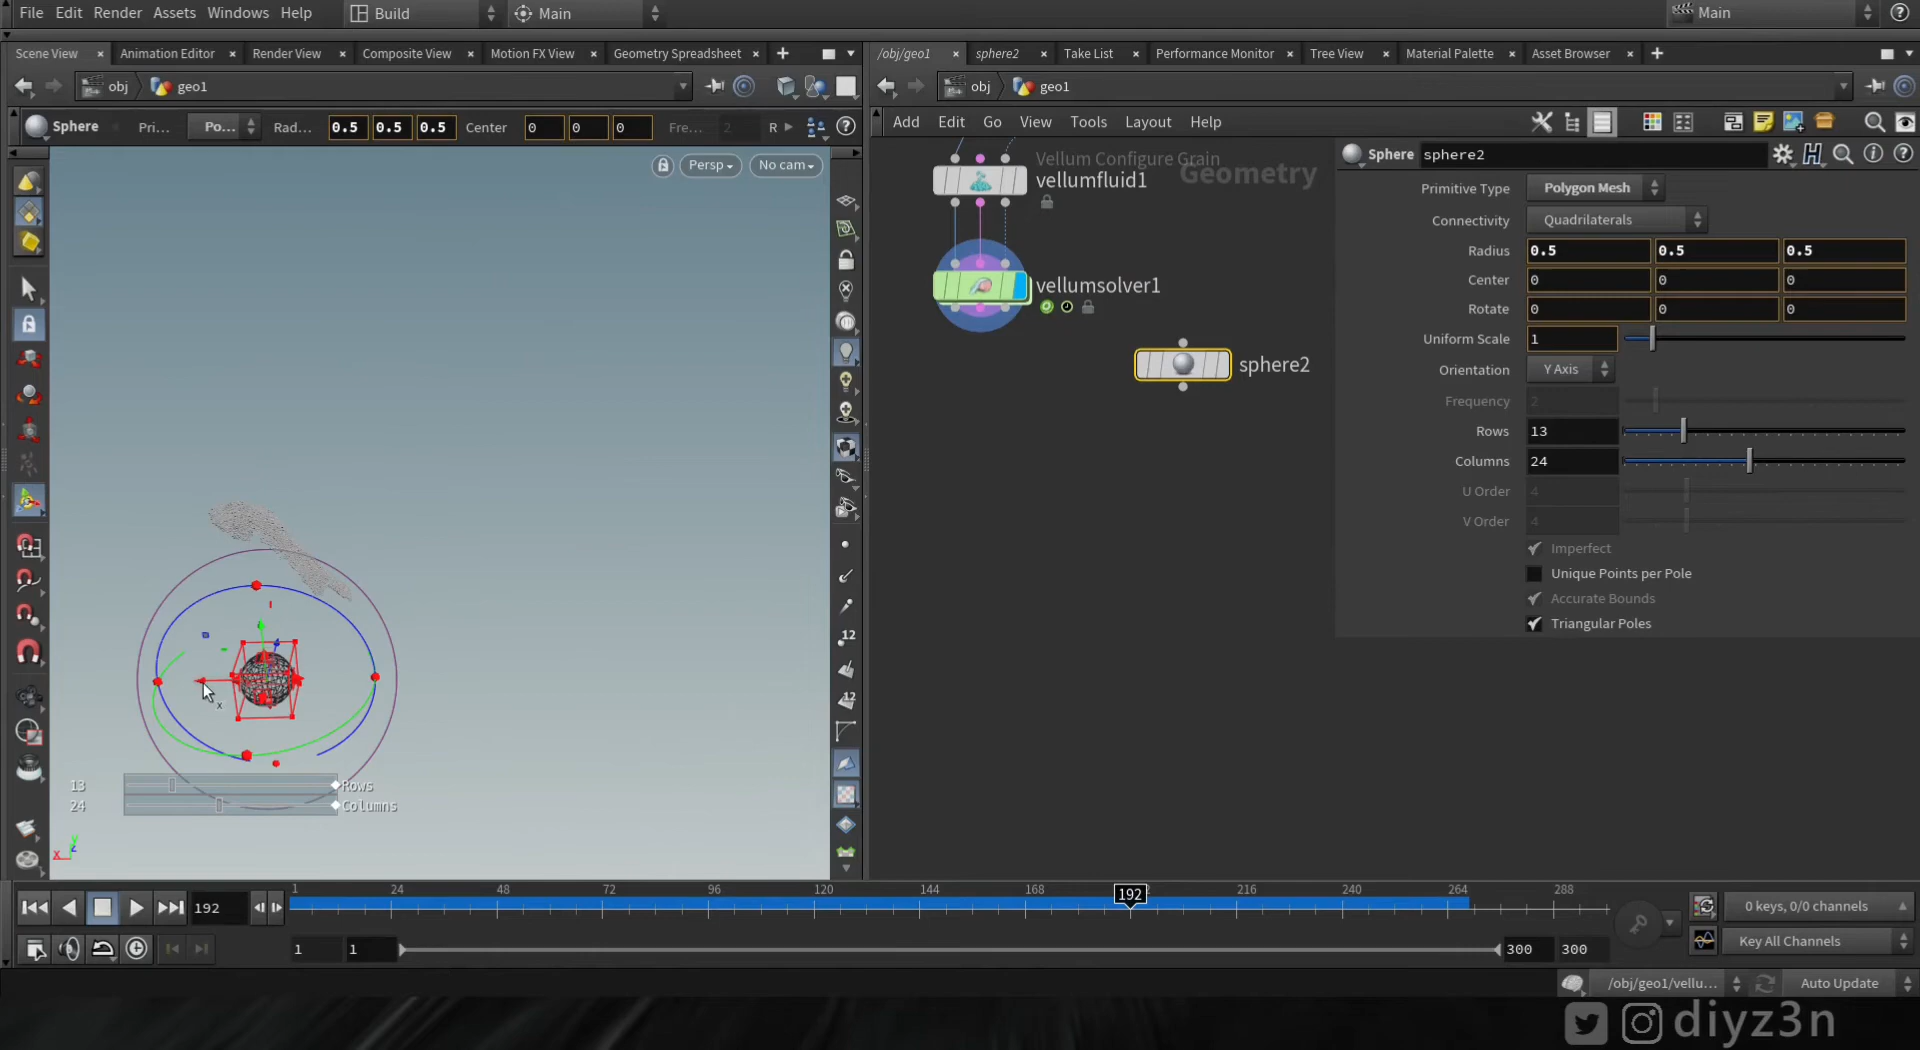 File Edit Render Assets Windows Help Build Main Main
Scene View Animation Editor Render View Composite View Motion FX View Geometry Spreadsheet
/obj/geo1 sphere2 Take List Performance Monitor Tree View Material Palette Asset Browser
obj geo1
obj geo1
Sphere Pri... Po... Rad... 0.5 0.5 0.5 Center 0 0 0 Fre... 2 R
Add Edit Go View Tools Layout Help
Persp No cam
Vellum Configure Grain
vellumfluid1
Geometry
vellumsolver1
sphere2
Sphere sphere2
Primitive Type Polygon Mesh
Connectivity Quadrilaterals
Radius 0.5 0.5 0.5
Center 0 0 0
Rotate 0 0 0
Uniform Scale 1
Orientation Y Axis
Frequency 2
Rows 13
Columns 24
U Order 4
V Order 4
Imperfect
Unique Points per Pole
Accurate Bounds
Triangular Poles
12
12
x
13 Rows
24 Columns
y
z
x
192 1 24 48 72 96 120 144 168 192 216 240 264 288
0 keys, 0/0 channels
1 1 300 300
Key All Channels
/obj/geo1/vellu... Auto Update
diyz3n